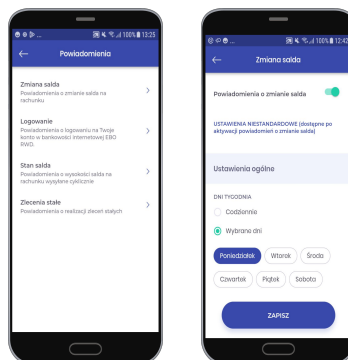 100% 13:25
Powiadomienia
Zmiana salda
Powiadomienia o zmianie salda na
rachunku
Logowanie
Powiadomienia o logowaniu na Twoje
konto w bankowości internetowej EBO
RWD.
Stan salda
Powiadomienia o wysokości salda na
rachunku wysyłane cyklicznie
Zlecenia stałe
Powiadomienia o realizacji zleceń stałych
100% 13:42
Zmiana salda
Powiadomienia o zmianie salda
USTAWIENIA NIESTANDARDOWE (dostępne po
aktywacji powiadomień o zmianie salda)
Ustawienia ogólne
DNI TYGODNIA
Codziennie
Wybrane dni
Poniedziałek Wtorek Środa
Czwartek Piątek Sobota
ZAPISZ